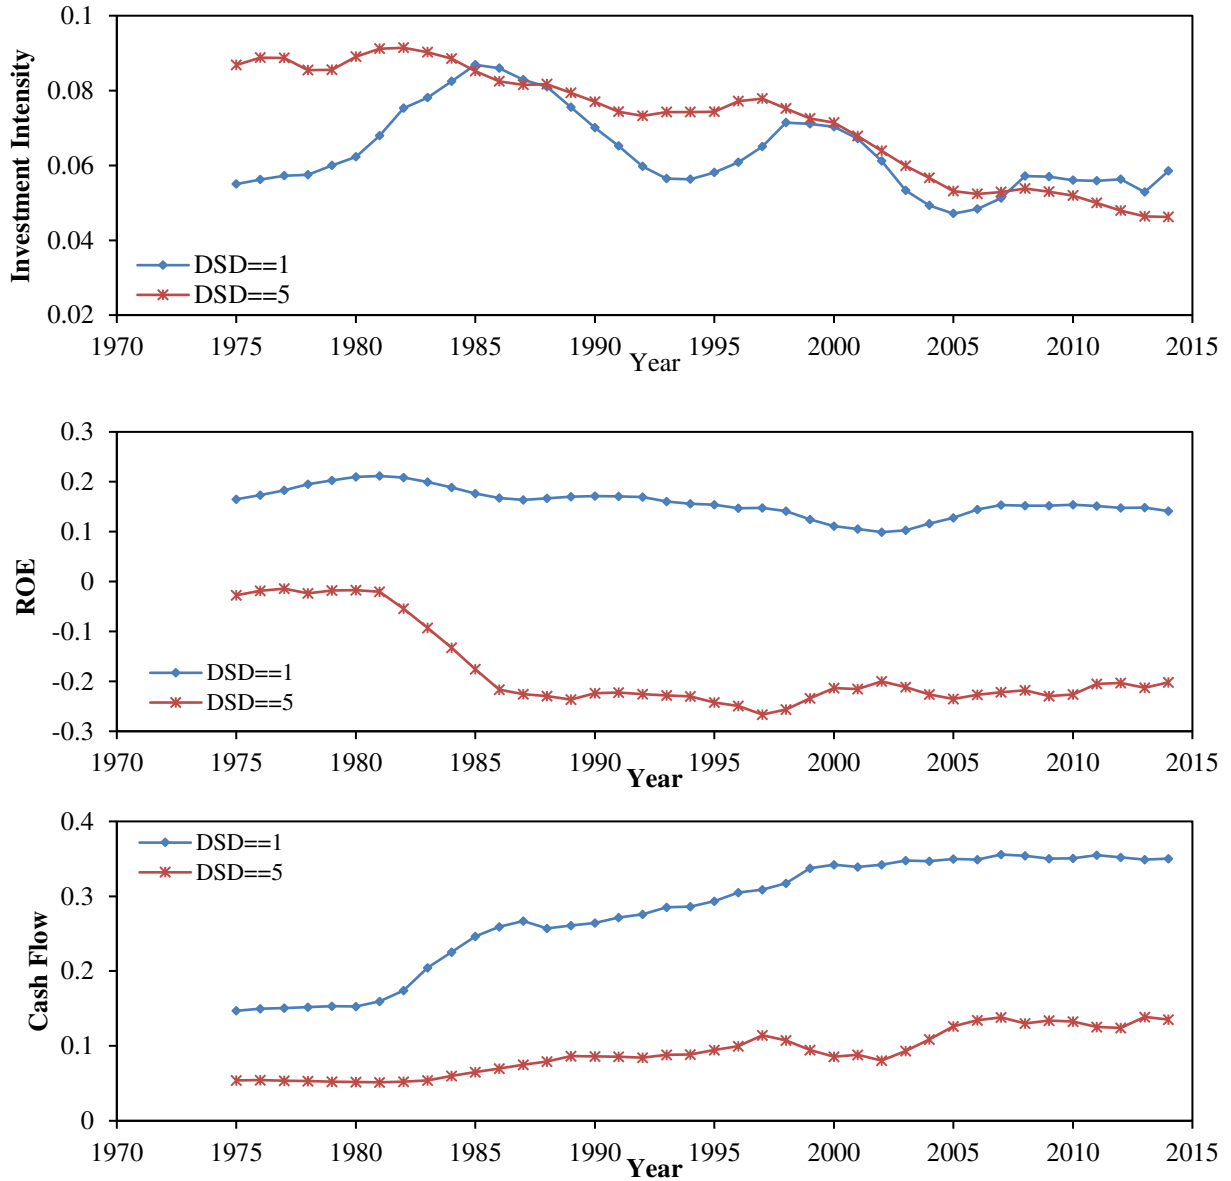 0.1
0.08
0.06
0.04
0.02
Investment Intensity
DSD==1
DSD==5
1970 1975 1980 1985 1990 1995 2000 2005 2010 2015
Year
0.3
0.2
0.1
0
-0.1
-0.2
-0.3
ROE
DSD==1
DSD==5
1970 1975 1980 1985 1990 1995 2000 2005 2010 2015
Year
0.4
0.3
0.2
0.1
0
Cash Flow
DSD==1
DSD==5
1970 1975 1980 1985 1990 1995 2000 2005 2010 2015
Year